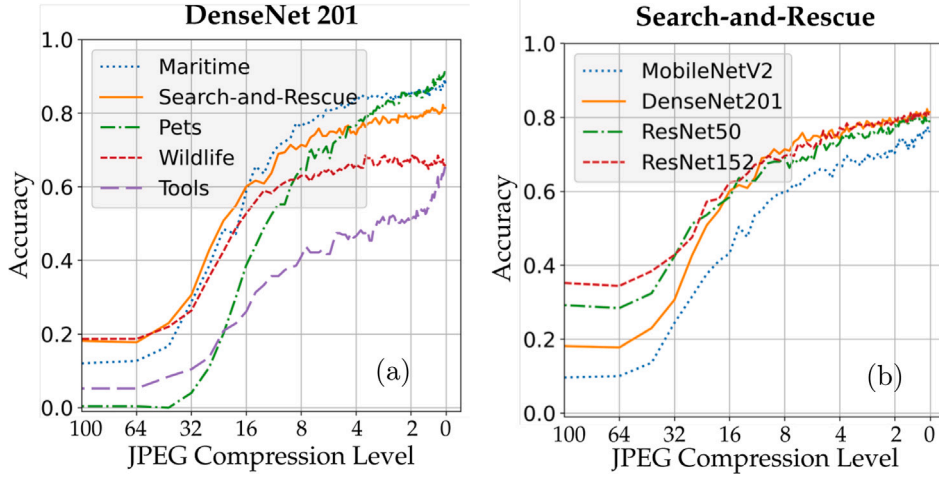 DenseNet 201
1.0
0.8
0.6
0.4
0.2
0.0
Accuracy
Maritime
Search-and-Rescue
Pets
Wildlife
Tools
(a)
100 64 32 16 8 4 2 0
JPEG Compression Level
Search-and-Rescue
1.0
0.8
0.6
0.4
0.2
0.0
Accuracy
MobileNetV2
DenseNet201
ResNet50
ResNet152
(b)
100 64 32 16 8 4 2 0
JPEG Compression Level